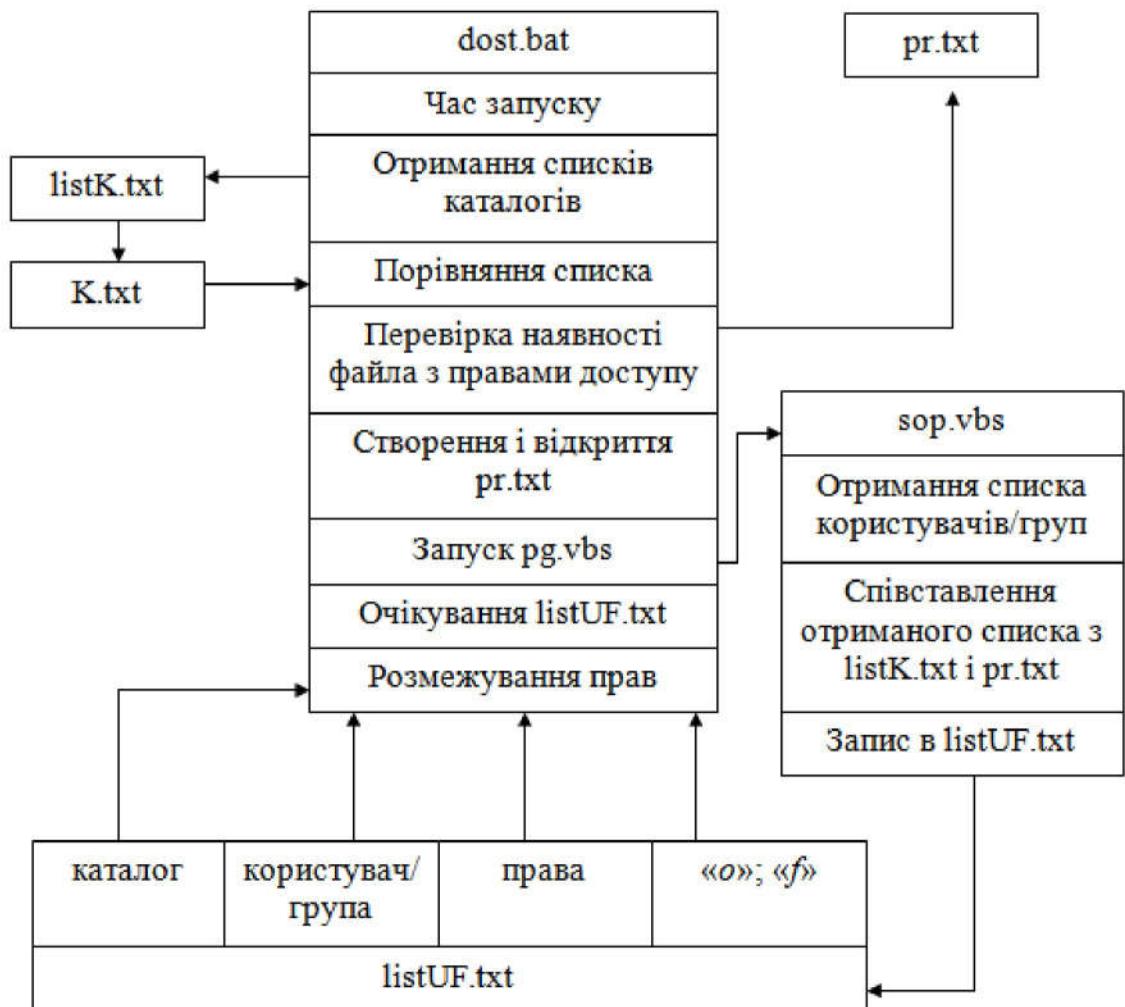 dost.bat
pr.txt
Час запуску
Отримання списків
каталогів
listK.txt
K.txt
Порівняння списка
Перевірка наявності
файла з правами доступу
Створення і відкриття
pr.txt
Запуск pg.vbs
Очікування listUF.txt
Розмежування прав
sop.vbs
Отримання списка
користувачів/груп
Співставлення
отриманого списка з
listK.txt і pr.txt
Запис в listUF.txt
каталог
користувач/
група
права
«o»; «f»
listUF.txt